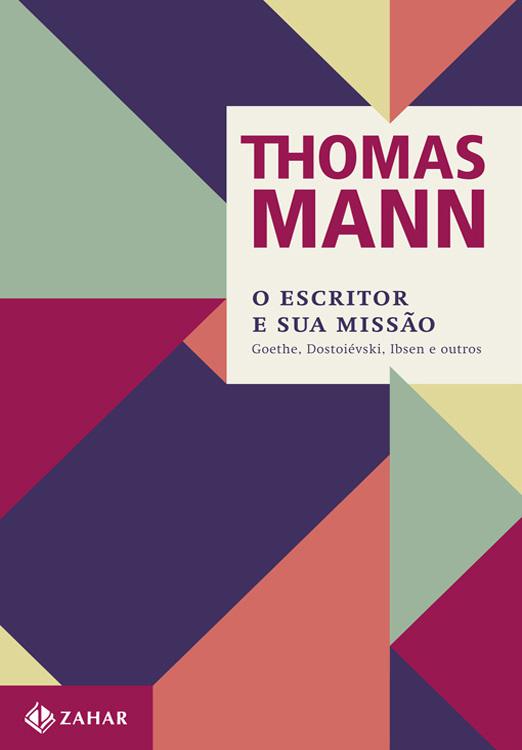 THOMAS
MANN
O ESCRITOR
E SUA MISSÃO
Goethe, Dostoiévski, Ibsen e outros
ZAHAR